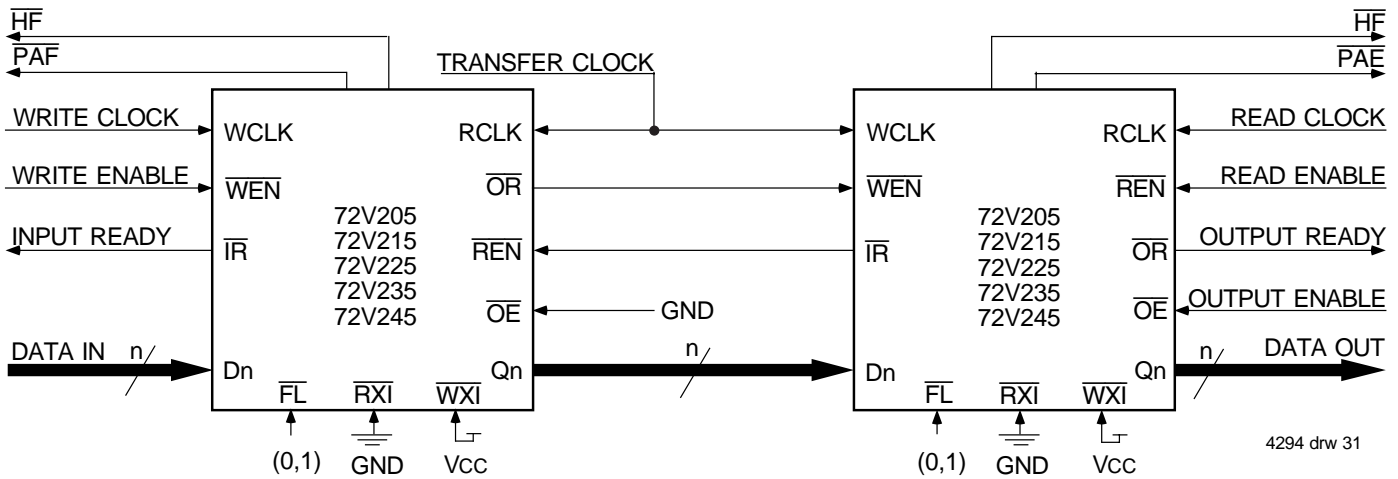 HF HF
PAF PAE
TRANSFER CLOCK
WRITE CLOCK WCLK RCLK WCLK RCLK READ CLOCK
WRITE ENABLE WEN OR WEN REN READ ENABLE
72V205 72V205
INPUT READY IR 72V215 REN IR 72V215 OR OUTPUT READY
72V225 72V225
72V235 72V235
72V245 OE GND 72V245 OE OUTPUT ENABLE
DATA IN n Dn Qn n Dn Qn n DATA OUT
FL RXI WXI FL RXI WXI
(0,1) GND VCC (0,1) GND VCC
4294 drw 31